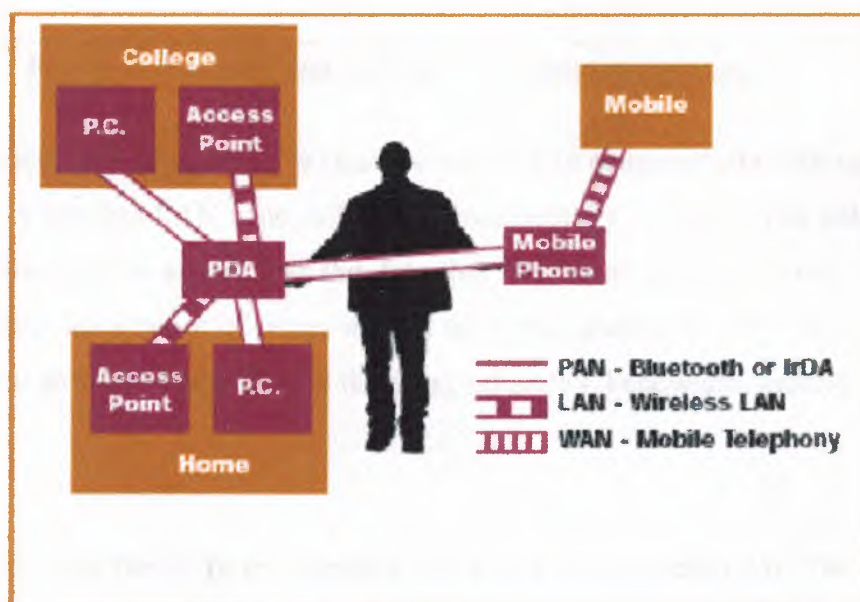 College
P.C.
Access
Point
Mobile
PDA
Mobile
Phone
Access
Point
P.C.
Home
PAN - Bluetooth or IrDA
LAN - Wireless LAN
WAN - Mobile Telephony